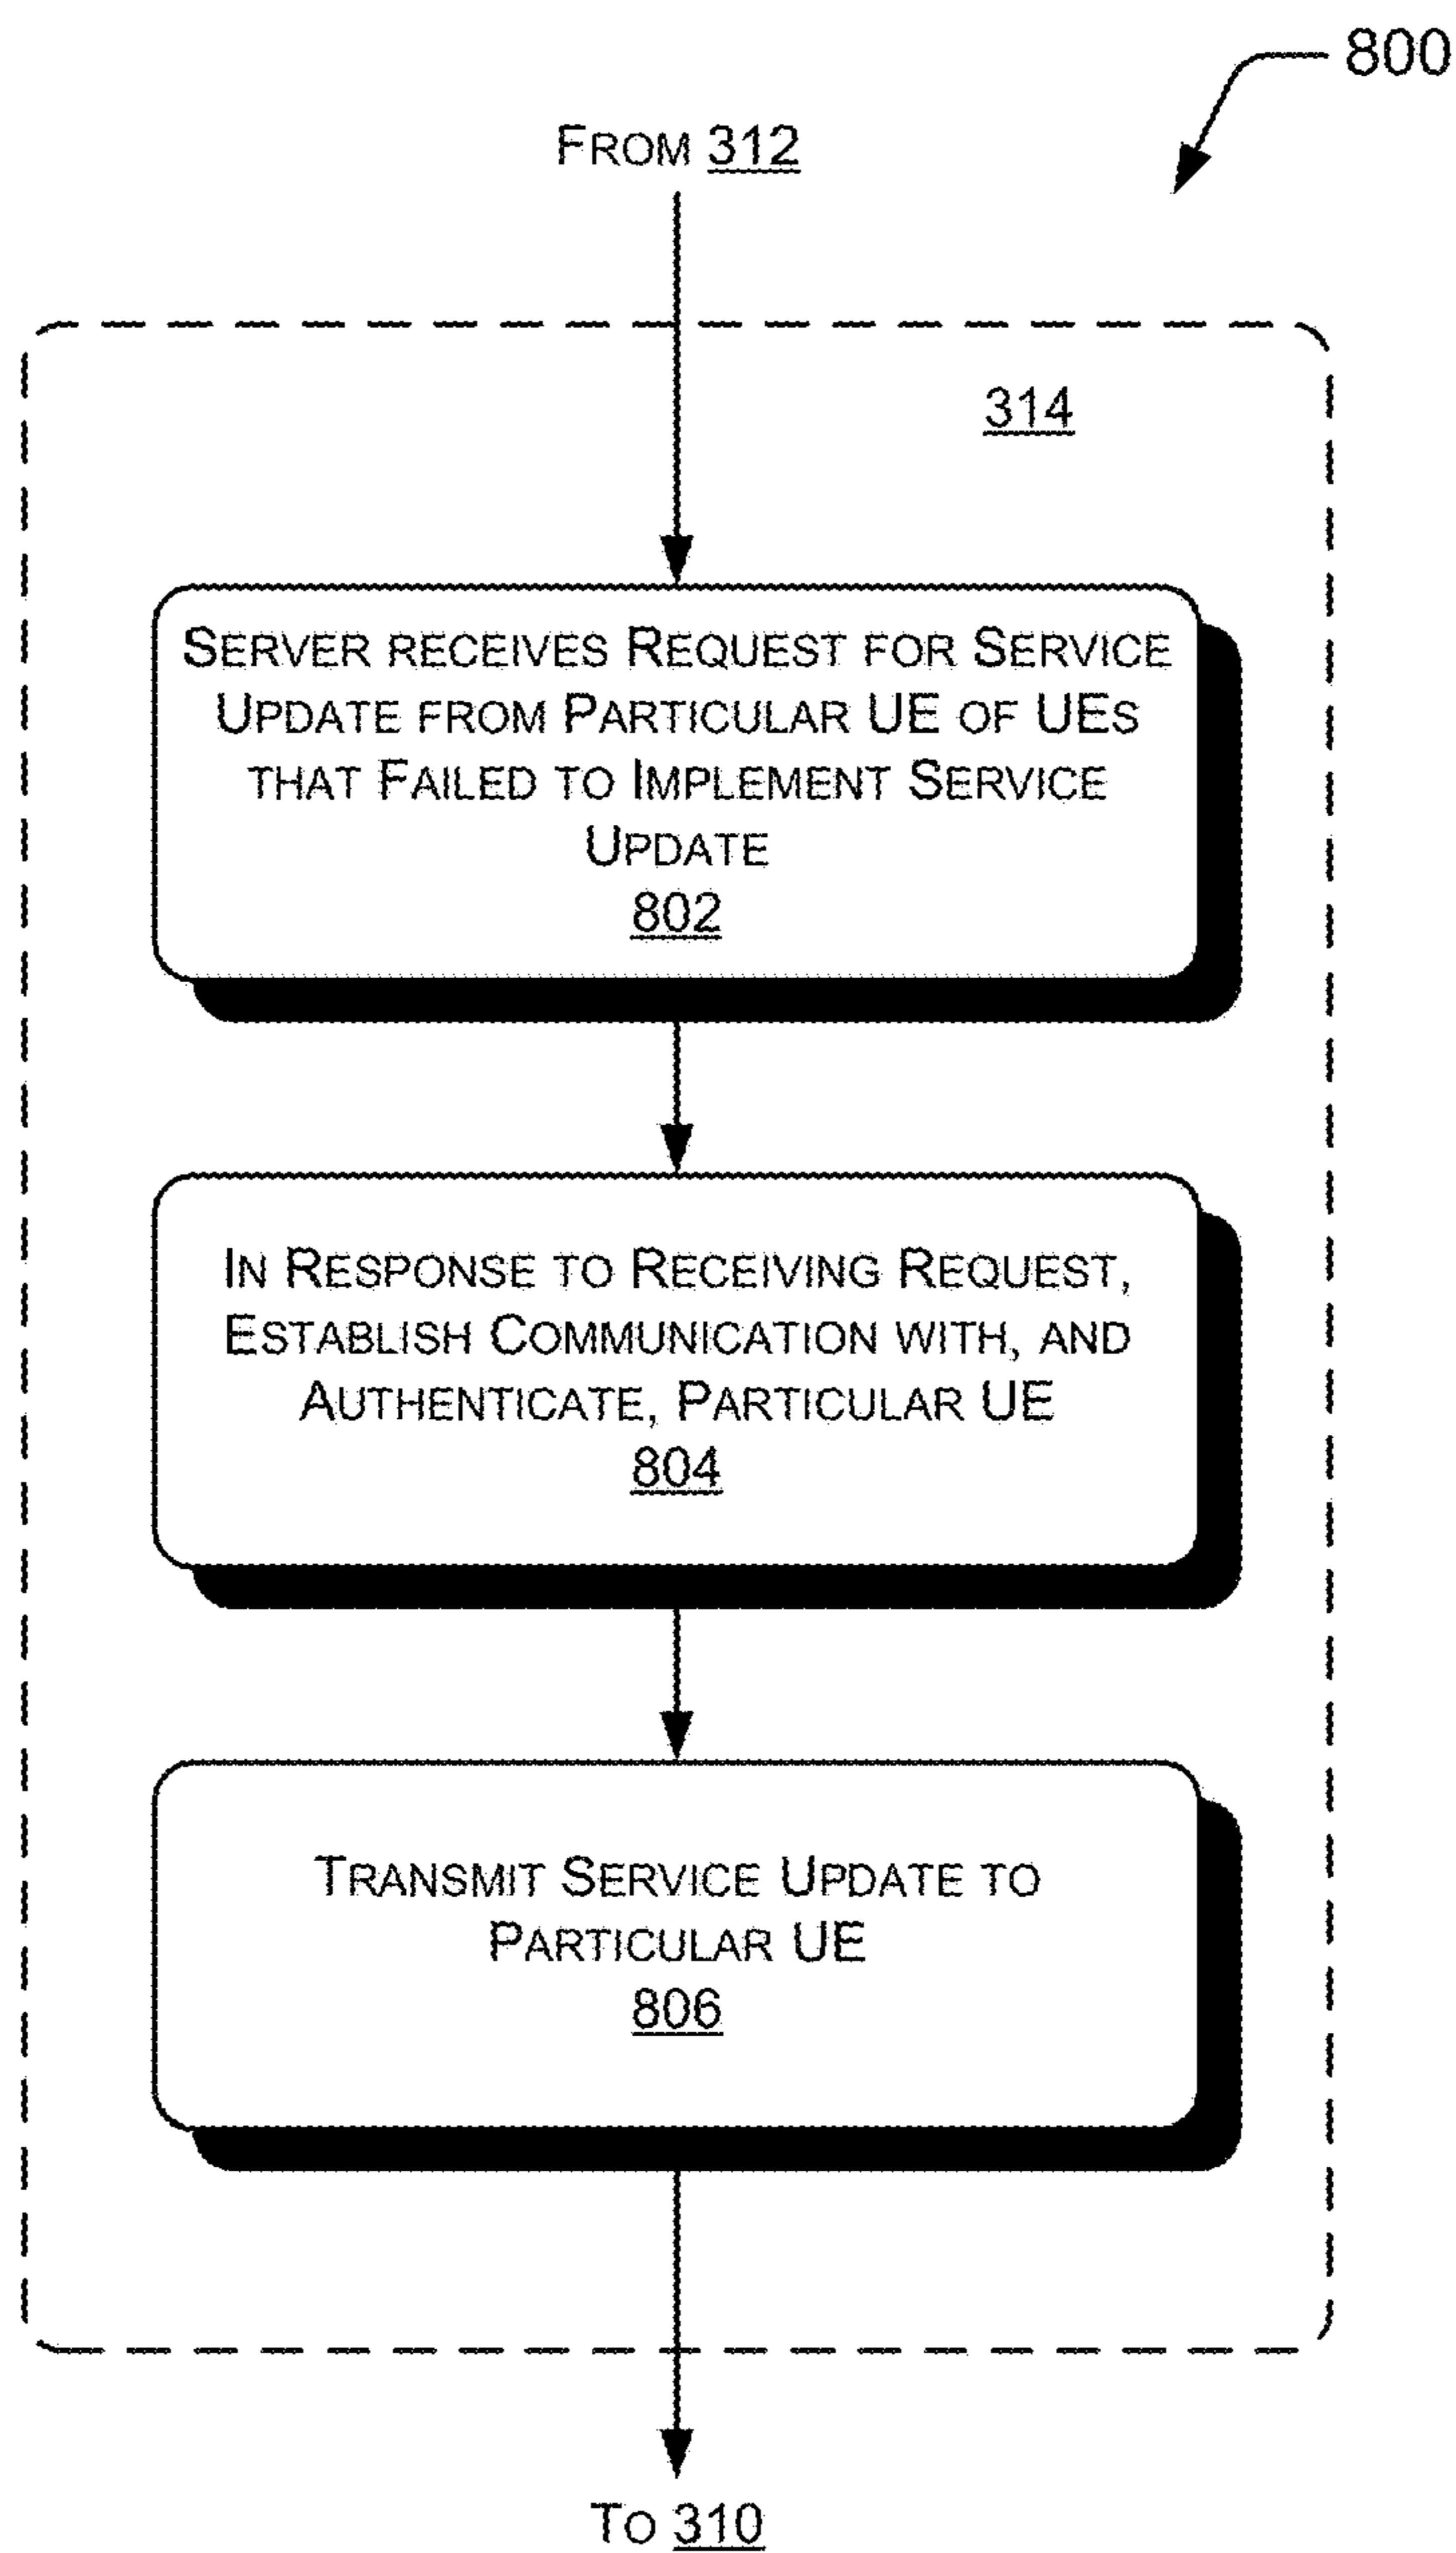 800
From 312
314
Server receives Request for Service
Update from Particular UE of UEs
that Failed to Implement Service
Update
802
In Response to Receiving Request,
Establish Communication with, and
Authenticate, Particular UE
804
Transmit Service Update to
Particular UE
806
To 310